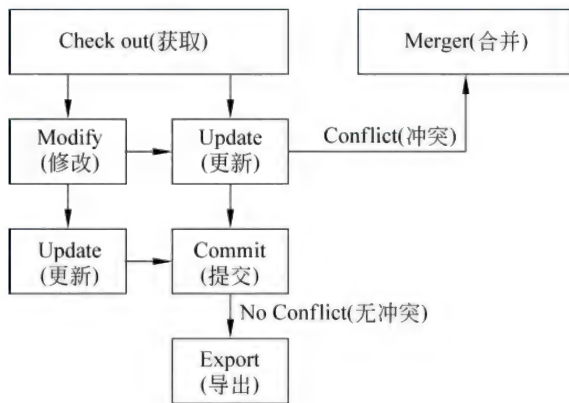 Check out(获取)
Merger(合并)
Modify
(修改)
Update
(更新)
Conflict(冲突)
Update
(更新)
Commit
(提交)
No Conflict(无冲突)
Export
(导出)